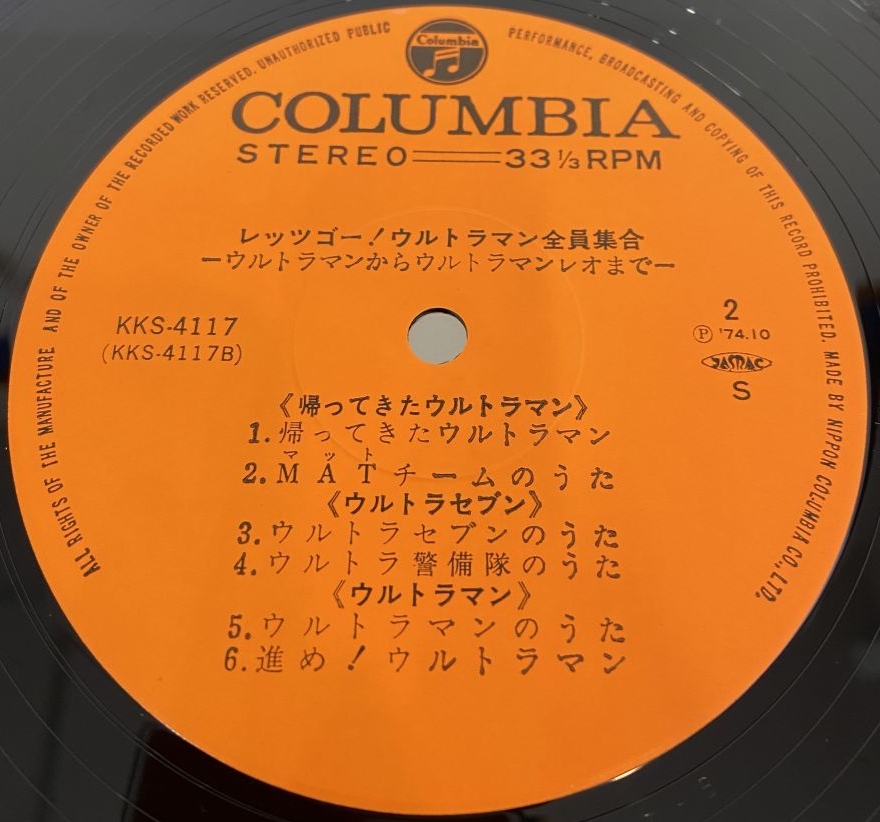 ALL RIGHTS OF THE MANUFACTURE AND OF THE OWNER OF THE RECORDED WORK RESERVED. UNAUTHORIZED PUBLIC PERFORMANCE, BROADCASTING AND COPYING OF THIS RECORD PROHIBITED. MADE BY NIPPON COLUMBIA CO., LTD.
Columbia
COLUMBIA
STEREO 33 1/3 RPM
レッツゴー!ウルトラマン全員集合
ーウルトラマンからウルトラマンレオまでー
KKS-4117
(KKS-4117B)
2
Ⓟ '74.10
JASRAC
S
《帰ってきたウルトラマン》
1.帰ってきたウルトラマン
マット
2.MATチームのうた
《ウルトラセブン》
3.ウルトラセブンのうた
4.ウルトラ警備隊のうた
《ウルトラマン》
5.ウルトラマンのうた
6.進め!ウルトラマン